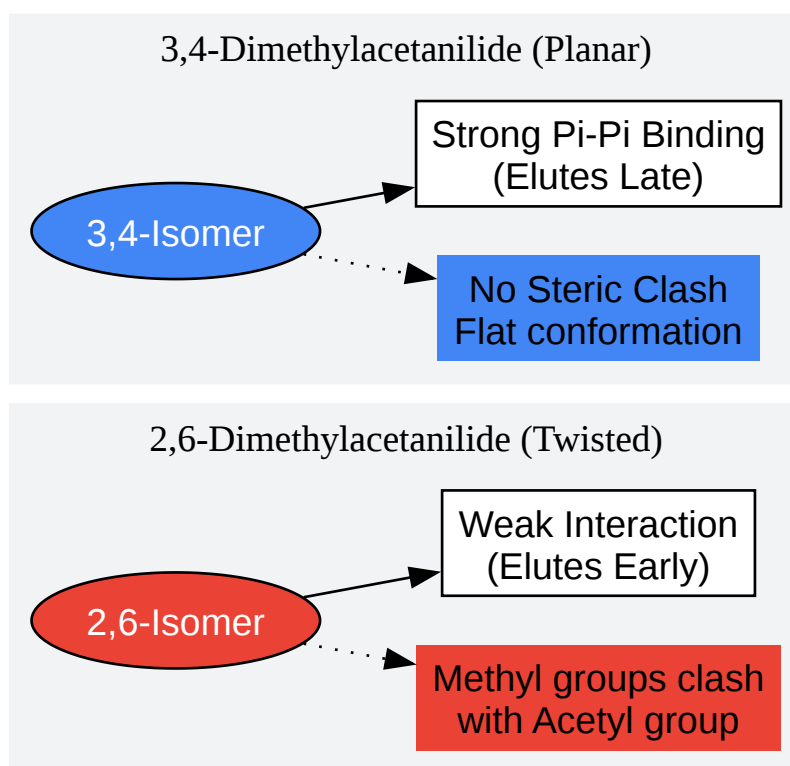 3,4-Dimethylacetanilide (Planar)
Strong Pi-Pi Binding
(Elutes Late)
3,4-Isomer
No Steric Clash
Flat conformation
2,6-Dimethylacetanilide (Twisted)
Weak Interaction
(Elutes Early)
2,6-Isomer
Methyl groups clash
with Acetyl group